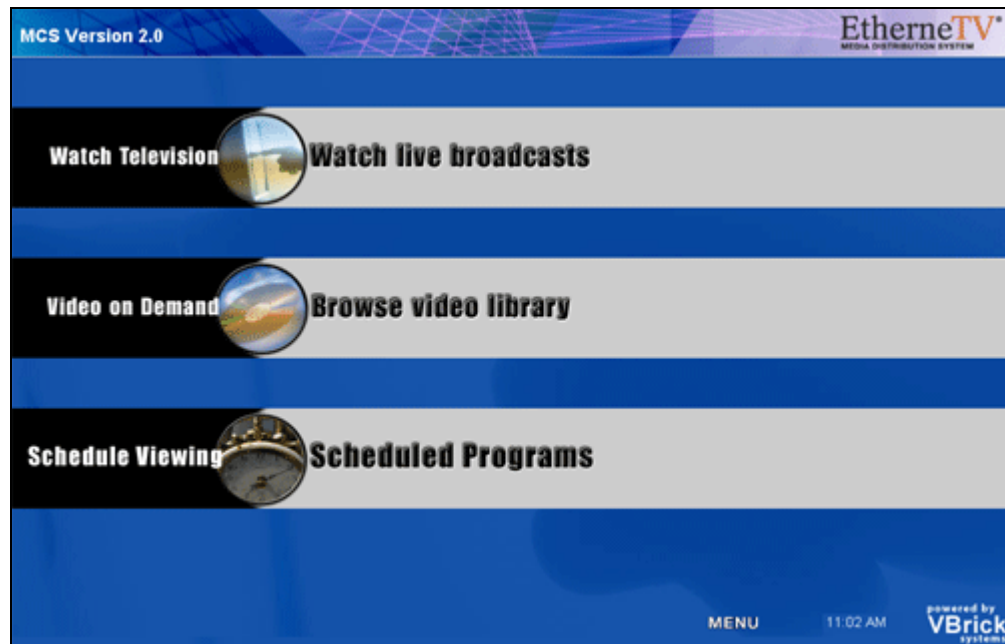 MCS Version 2.0
EtherneTV
MEDIA DISTRIBUTION SYSTEM
Watch Television
Watch live broadcasts
Video on Demand
Browse video library
Schedule Viewing
Scheduled Programs
MENU
11:02 AM
powered by
VBrick
systems